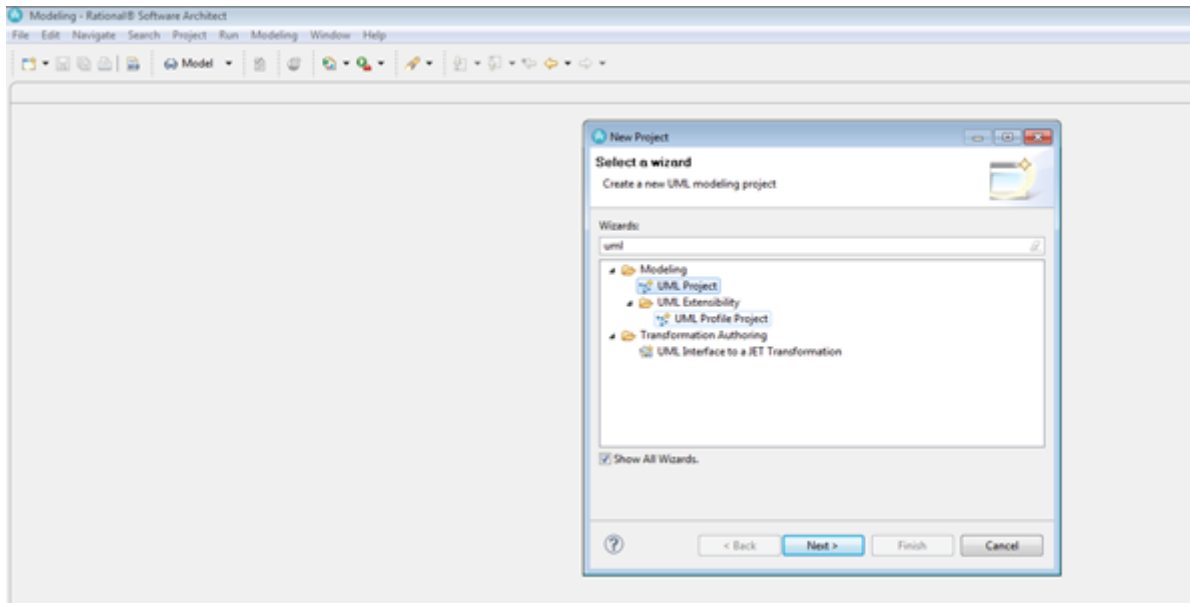 Modeling - Rational® Software Architect
File Edit Navigate Search Project Run Modeling Window Help
Model
New Project
Select a wizard
Create a new UML modeling project
Wizards:
uml
Modeling
UML Project
UML Extensibility
UML Profile Project
Transformation Authoring
UML Interface to a JET Transformation
Show All Wizards.
? < Back Next > Finish Cancel